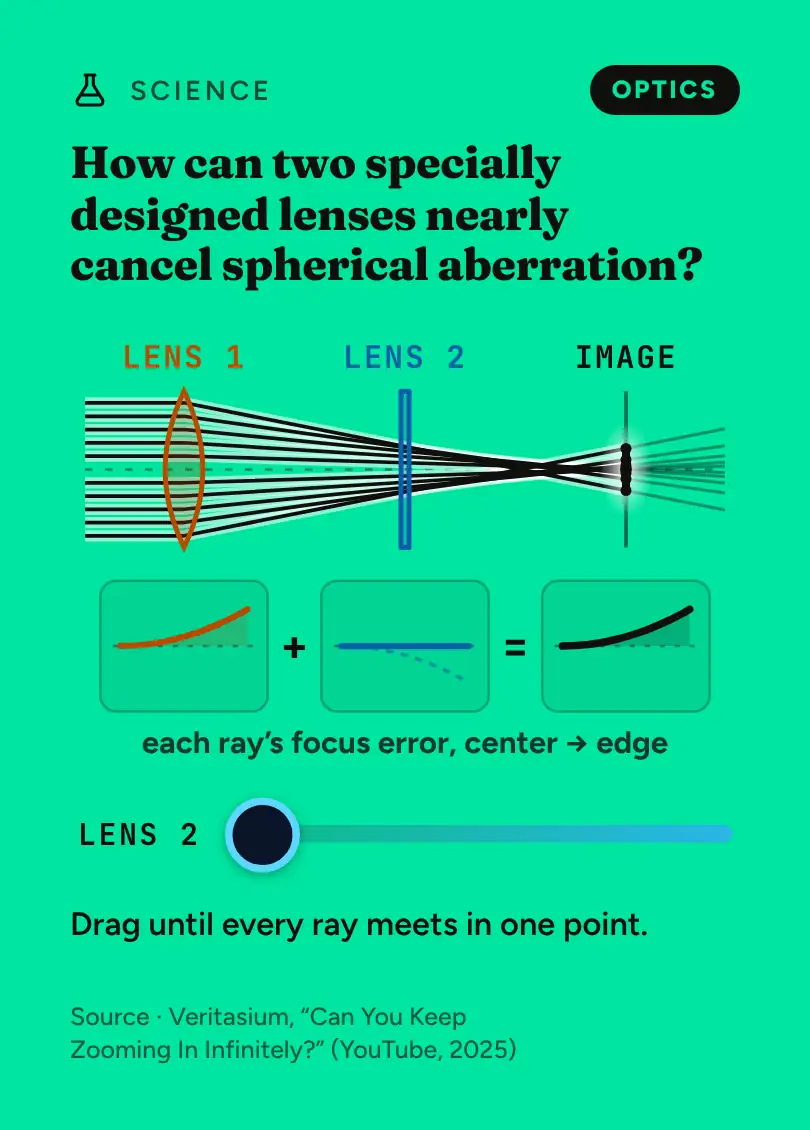 SCIENCE
OPTICS
How can two specially
designed lenses nearly
cancel spherical aberration?
LENS 1
LENS 2
IMAGE
+
=
each ray’s focus error, center → edge
LENS 2
Drag until every ray meets in one point.
Source · Veritasium, “Can You Keep
Zooming In Infinitely?” (YouTube, 2025)